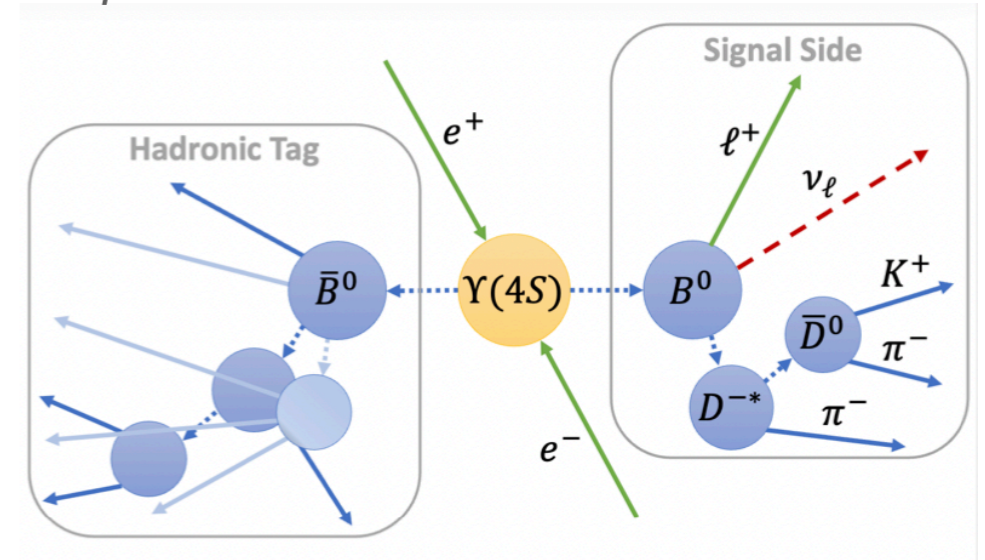 Signal Side
Hadronic Tag
e⁺
ℓ⁺
ν_ℓ
B̅⁰
ϒ(4S)
B⁰
K⁺
D̅⁰
π⁻
D⁻*
π⁻
e⁻